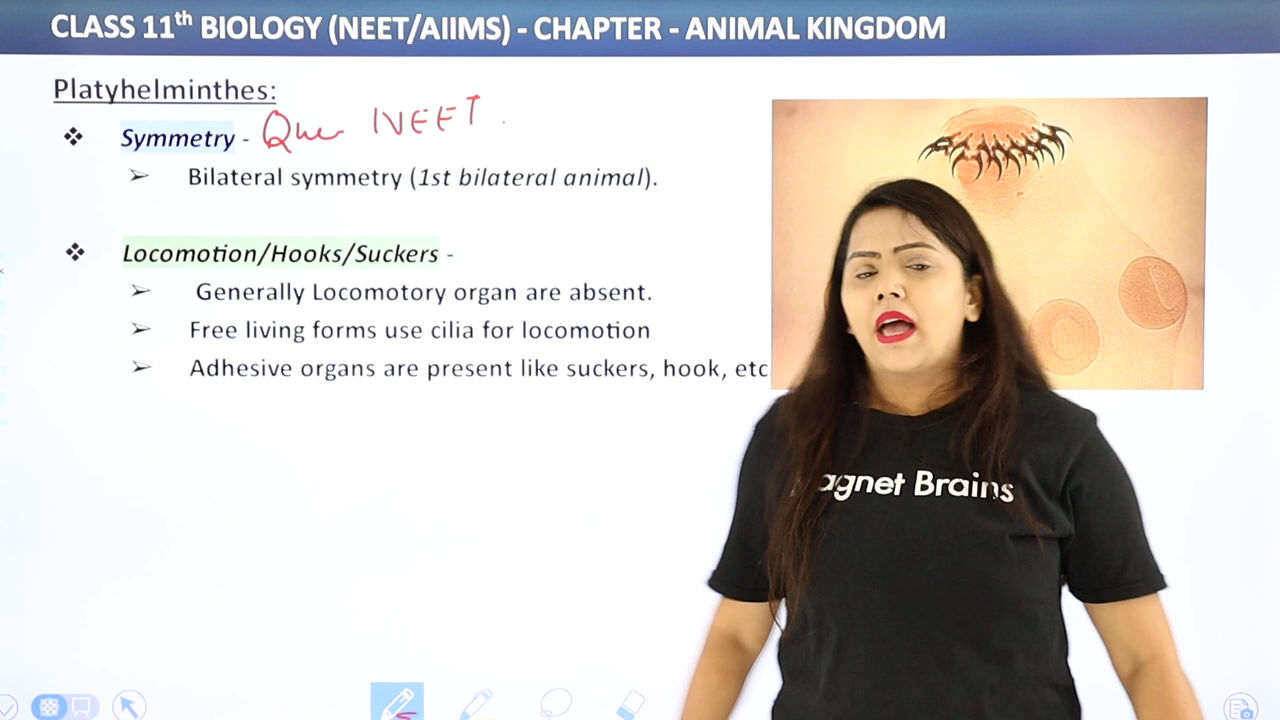 CLASS 11th BIOLOGY (NEET/AIIMS) - CHAPTER - ANIMAL KINGDOM
Platyhelminthes:
❖ Symmetry - Que NEET
➢ Bilateral symmetry (1st bilateral animal).
❖ Locomotion/Hooks/Suckers -
➢ Generally Locomotory organ are absent.
➢ Free living forms use cilia for locomotion
➢ Adhesive organs are present like suckers, hook, etc
agnet Brains